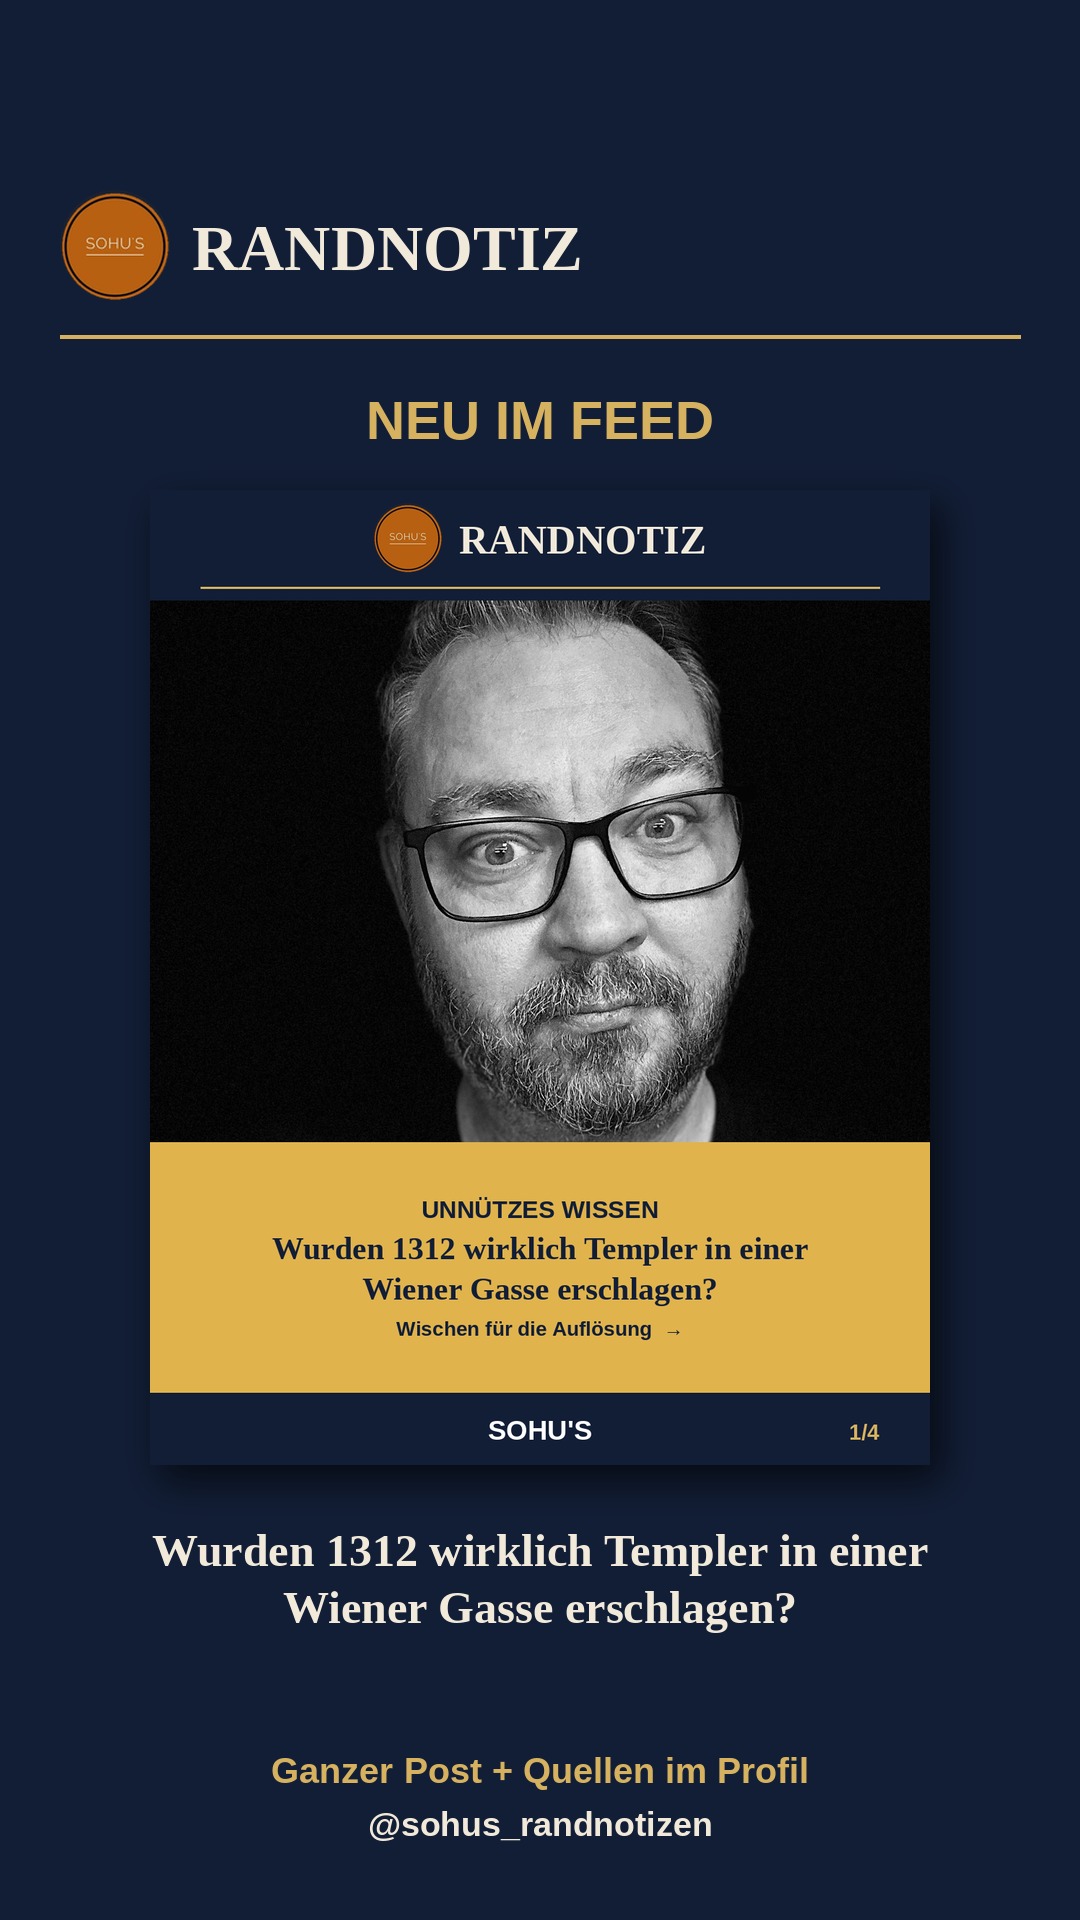 SOHU'S
RANDNOTIZ
NEU IM FEED
SOHU'S
RANDNOTIZ
UNNÜTZES WISSEN
Wurden 1312 wirklich Templer in einer
Wiener Gasse erschlagen?
Wischen für die Auflösung →
SOHU'S
1/4
Wurden 1312 wirklich Templer in einer
Wiener Gasse erschlagen?
Ganzer Post + Quellen im Profil
@sohus_randnotizen